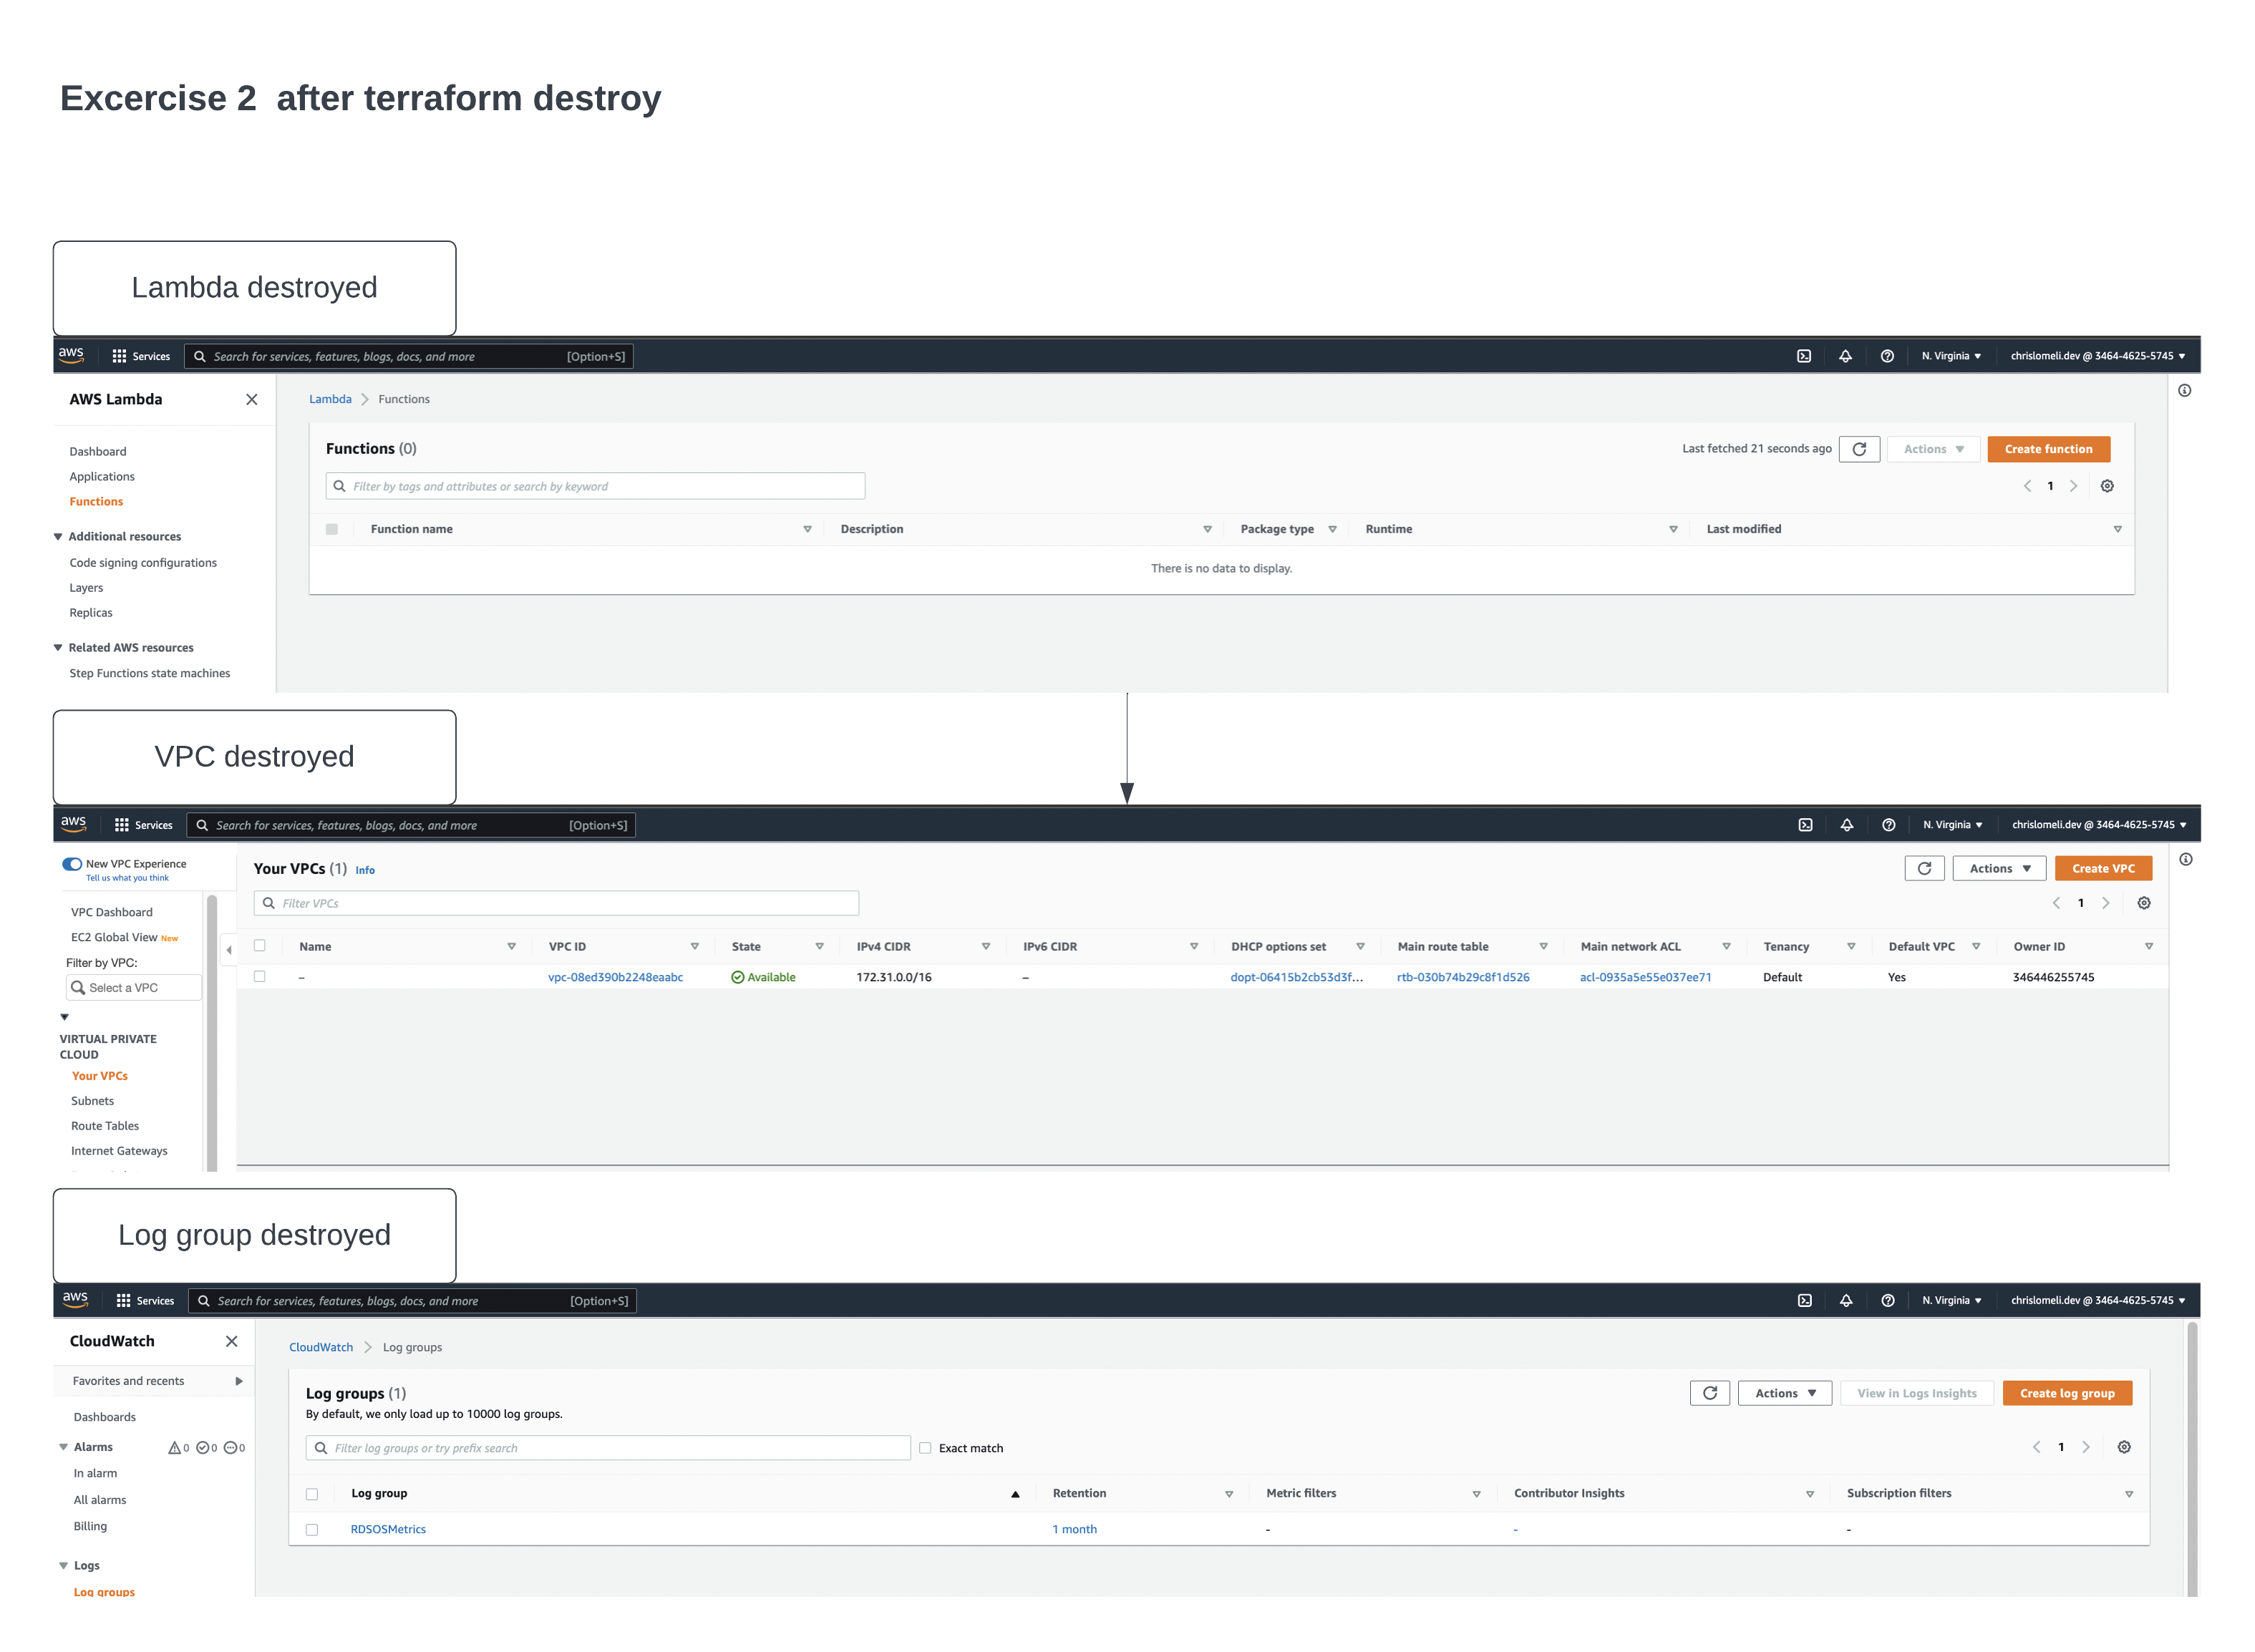 Excercise 2  after terraform destroy
Lambda destroyed
aws Services Search for services, features, blogs, docs, and more [Option+S] N. Virginia chrislomeli.dev @ 3464-4625-5745
AWS Lambda
Lambda Functions
Functions (0) Last fetched 21 seconds ago Actions Create function
Dashboard
Applications
Functions
Filter by tags and attributes or search by keyword 1
Function name Description Package type Runtime Last modified
There is no data to display.
Additional resources
Code signing configurations
Layers
Replicas
Related AWS resources
Step Functions state machines
VPC destroyed
aws Services Search for services, features, blogs, docs, and more [Option+S] N. Virginia chrislomeli.dev @ 3464-4625-5745
New VPC Experience
Tell us what you think
Your VPCs (1) Info Actions Create VPC
Filter VPCs 1
VPC Dashboard
EC2 Global View New
Filter by VPC:
Select a VPC
Name VPC ID State IPv4 CIDR IPv6 CIDR DHCP options set Main route table Main network ACL Tenancy Default VPC Owner ID
– vpc-08ed390b2248eaabc Available 172.31.0.0/16 – dopt-06415b2cb53d3f... rtb-030b74b29c8f1d526 acl-0935a5e55e037ee71 Default Yes 346446255745
VIRTUAL PRIVATE
CLOUD
Your VPCs
Subnets
Route Tables
Internet Gateways
Log group destroyed
aws Services Search for services, features, blogs, docs, and more [Option+S] N. Virginia chrislomeli.dev @ 3464-4625-5745
CloudWatch
CloudWatch Log groups
Favorites and recents
Dashboards
Alarms 0 0 0
In alarm
All alarms
Billing
Logs
Log groups
Log groups (1) Actions View in Logs Insights Create log group
By default, we only load up to 10000 log groups.
Filter log groups or try prefix search Exact match 1
Log group Retention Metric filters Contributor Insights Subscription filters
RDSOSMetrics 1 month - - -